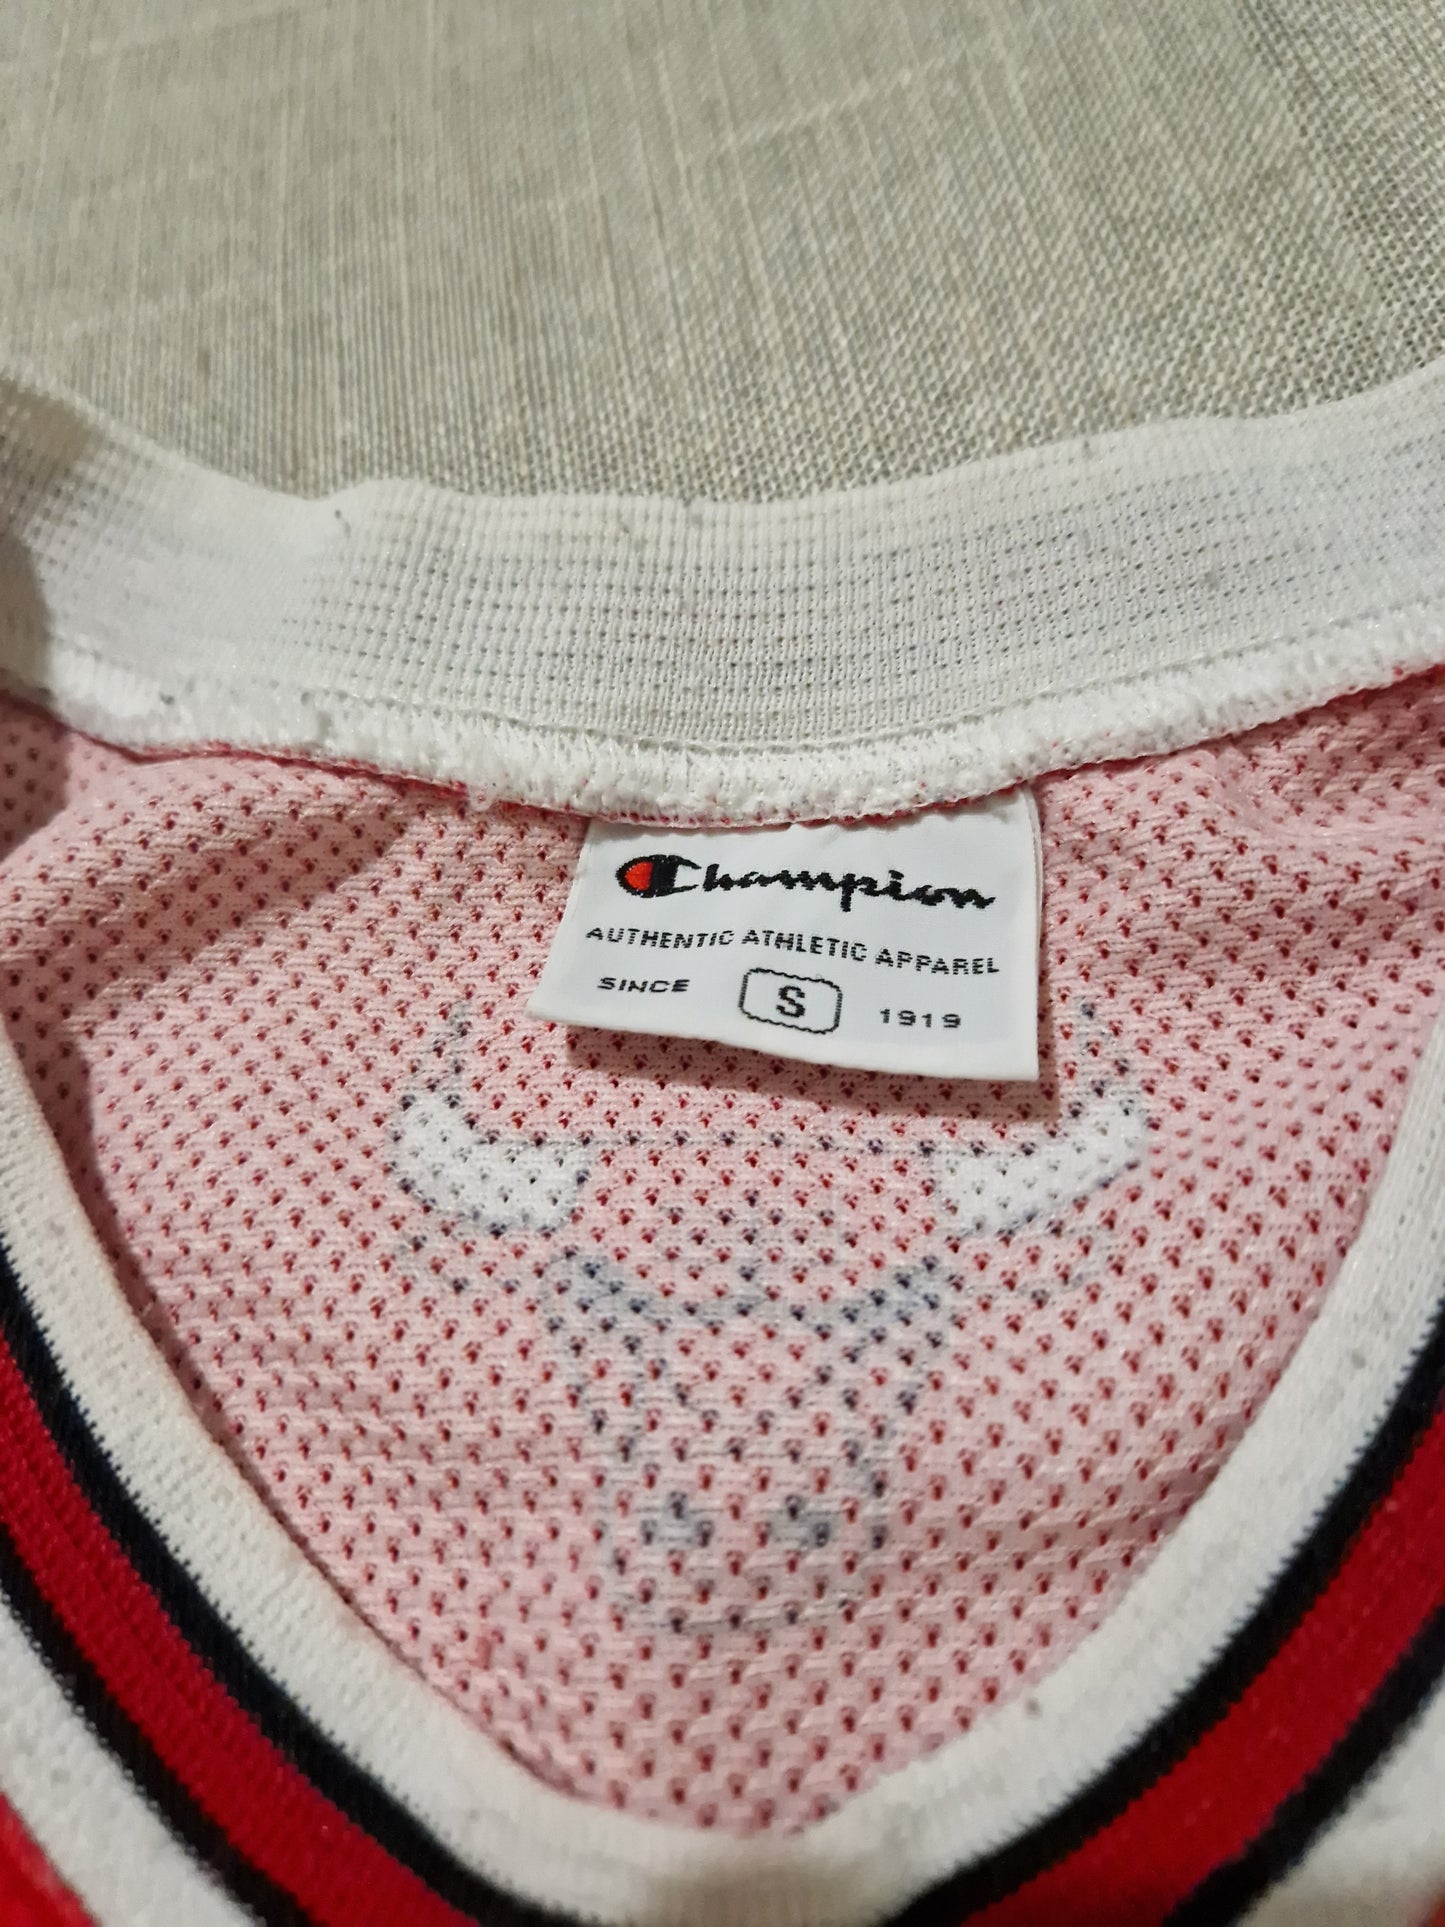 Champion
AUTHENTIC ATHLETIC APPAREL
SINCE S 1919